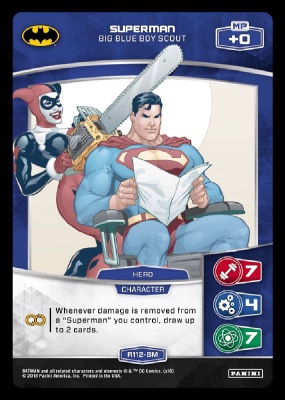 SUPERMAN
BIG BLUE BOY SCOUT
MP
+0
HERO
CHARACTER
Whenever damage is removed from
a "Superman" you control, draw up
to 2 cards.
7
4
7
R112-BM
BATMAN and all related characters and elements © & ™ DC Comics. (s18)
© 2018 Panini America, Inc. Printed in the USA.
PANINI